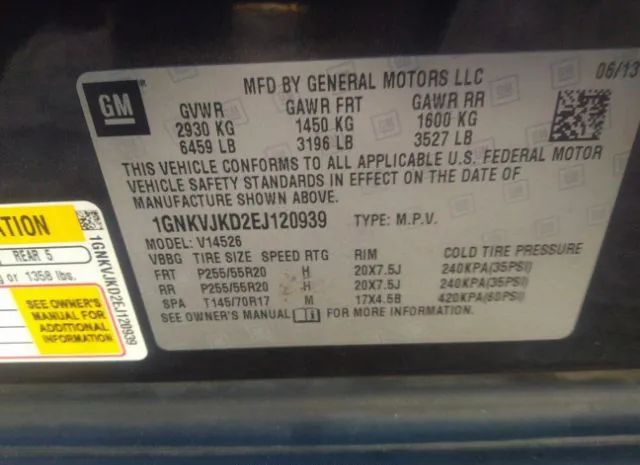 06/13
MFD BY GENERAL MOTORS LLC
GM
GVWR GAWR FRT GAWR RR
2930 KG 1450 KG 1600 KG
6459 LB 3196 LB 3527 LB
THIS VEHICLE CONFORMS TO ALL APPLICABLE U.S. FEDERAL MOTOR
VEHICLE SAFETY STANDARDS IN EFFECT ON THE DATE OF
MANUFACTURE SHOWN ABOVE.
1GNKVJKD2EJ120939 TYPE: M.P.V.
MODEL: V14526
VBBG TIRE SIZE SPEED RTG RIM COLD TIRE PRESSURE
FRT P255/55R20 H 20X7.5J 240KPA(35PSI)
RR P255/55R20 H 20X7.5J 240KPA(35PSI)
SPA T145/70R17 M 17X4.5B 420KPA(60PSI)
SEE OWNER'S MANUAL FOR MORE INFORMATION.
MATION
REAR 5
or 1358 lbs.
SEE OWNER'S
MANUAL FOR
ADDITIONAL
INFORMATION
1GNKVJKD2EJ120939